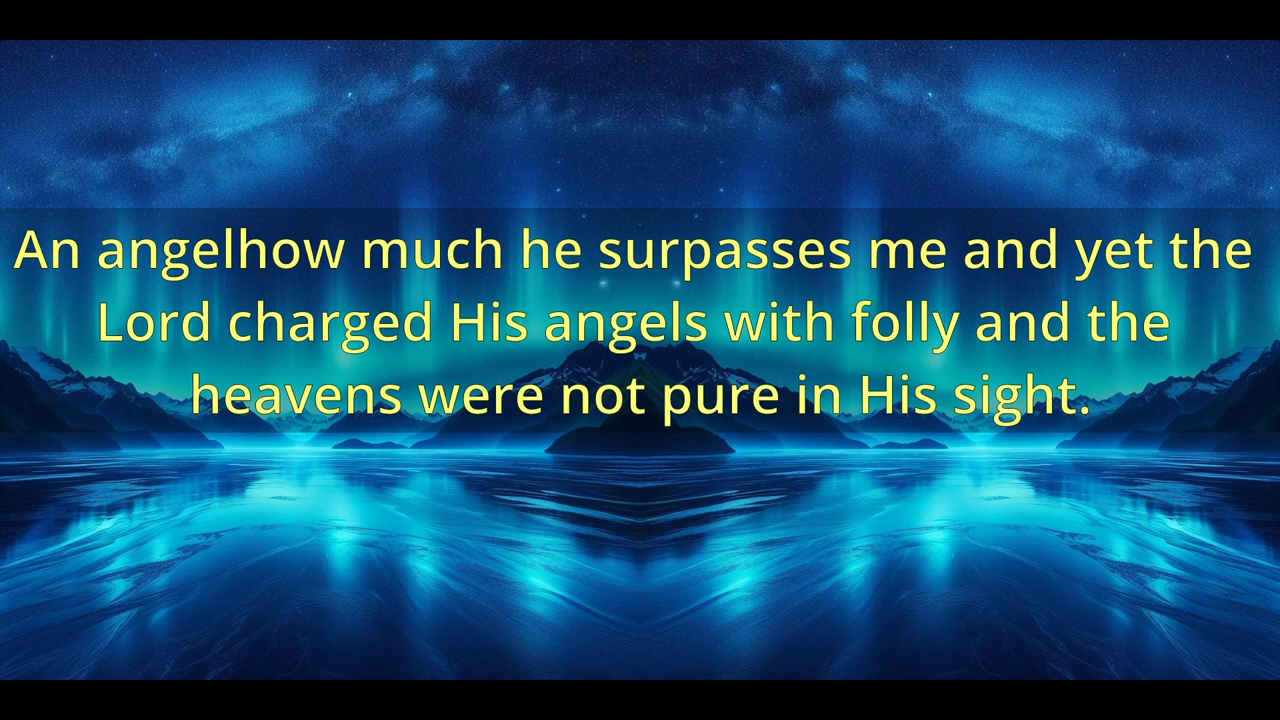 An angelhow much he surpasses me and yet the
Lord charged His angels with folly and the
heavens were not pure in His sight.